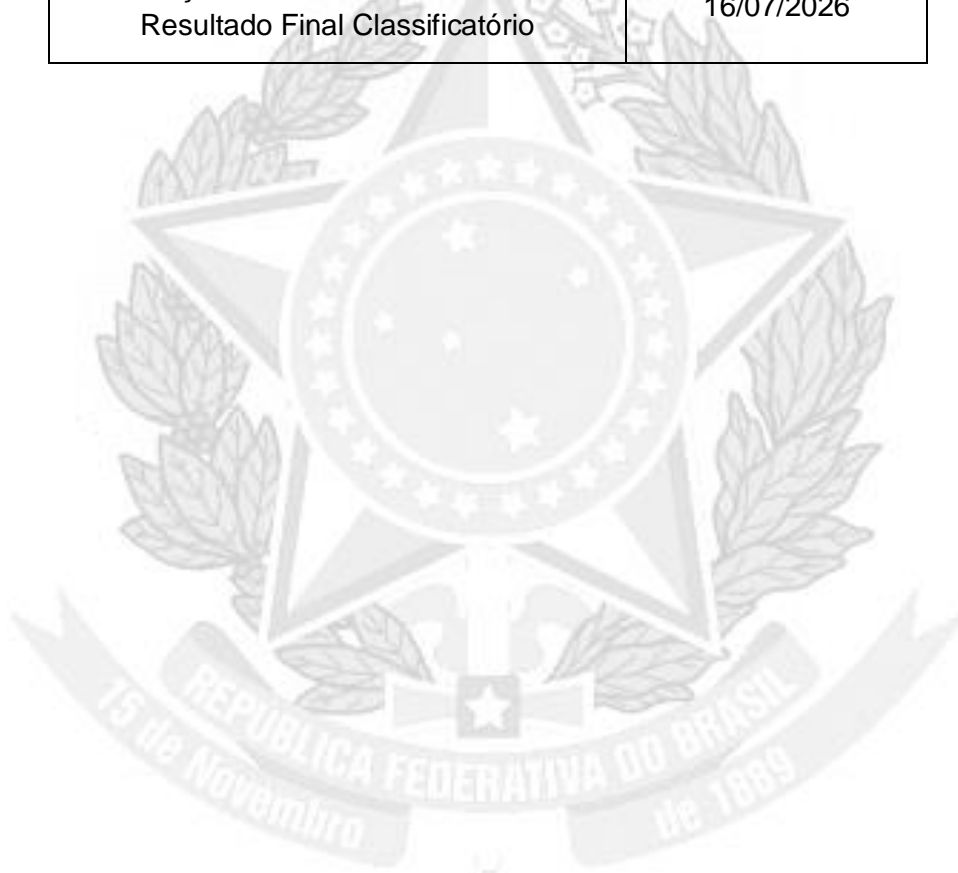 16/07/2026
Resultado Final Classificatório
REPÚBLICA FEDERATIVA DO BRASIL
15 de Novembro
de 1889